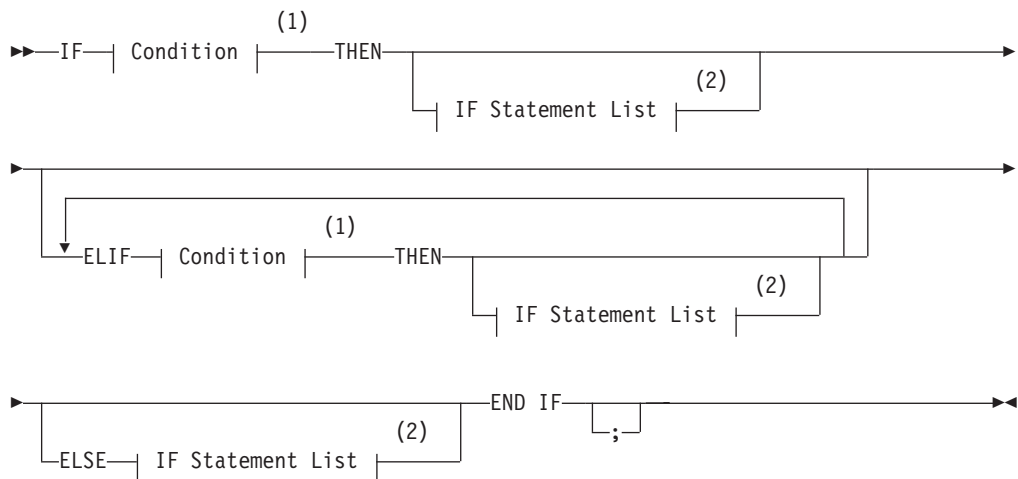 (1)
IF Condition THEN
(2)
IF Statement List
(1)
ELIF Condition THEN
(2)
IF Statement List
END IF
(2)
;
ELSE IF Statement List